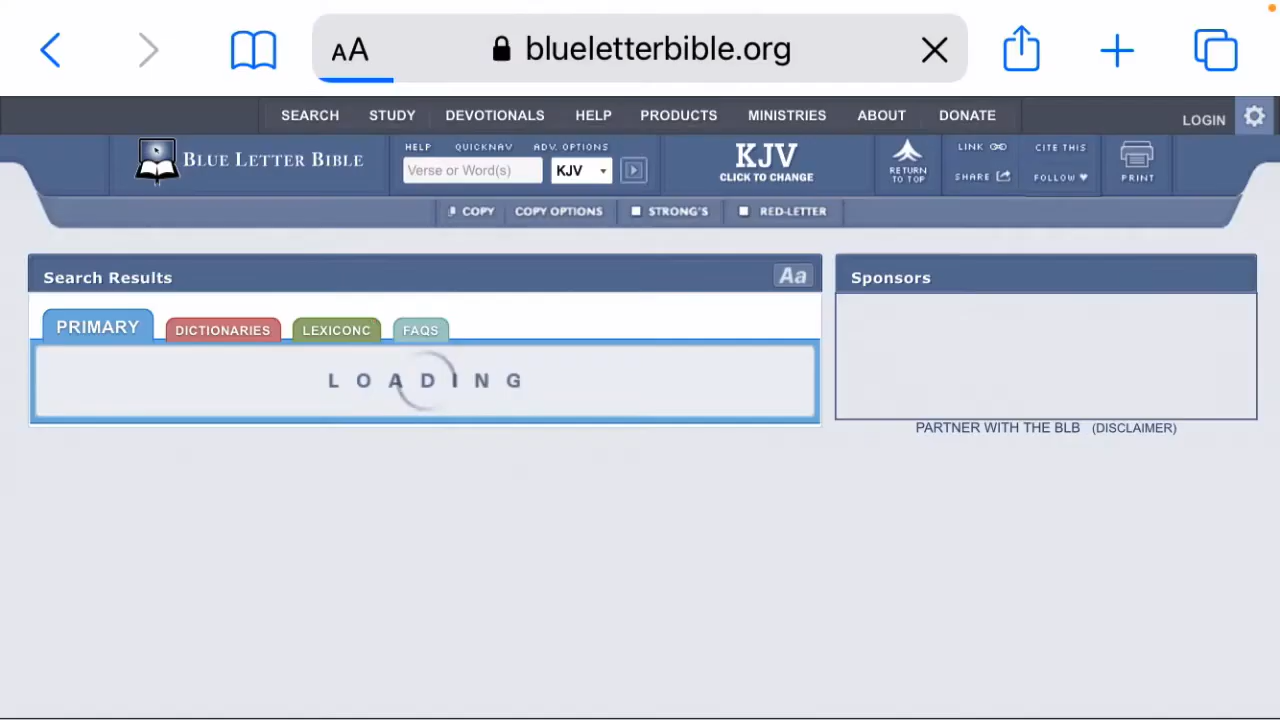 AA blueletterbible.org
SEARCH STUDY DEVOTIONALS HELP PRODUCTS MINISTRIES ABOUT DONATE LOGIN
BLUE LETTER BIBLE
HELP QUICKNAV ADV. OPTIONS
Verse or Word(s) KJV
KJV
CLICK TO CHANGE
RETURN
TO TOP
LINK CITE THIS
SHARE FOLLOW
PRINT
COPY COPY OPTIONS STRONG'S RED-LETTER
Search Results Aa
PRIMARY DICTIONARIES LEXICONC FAQS
LOADING
Sponsors
PARTNER WITH THE BLB (DISCLAIMER)